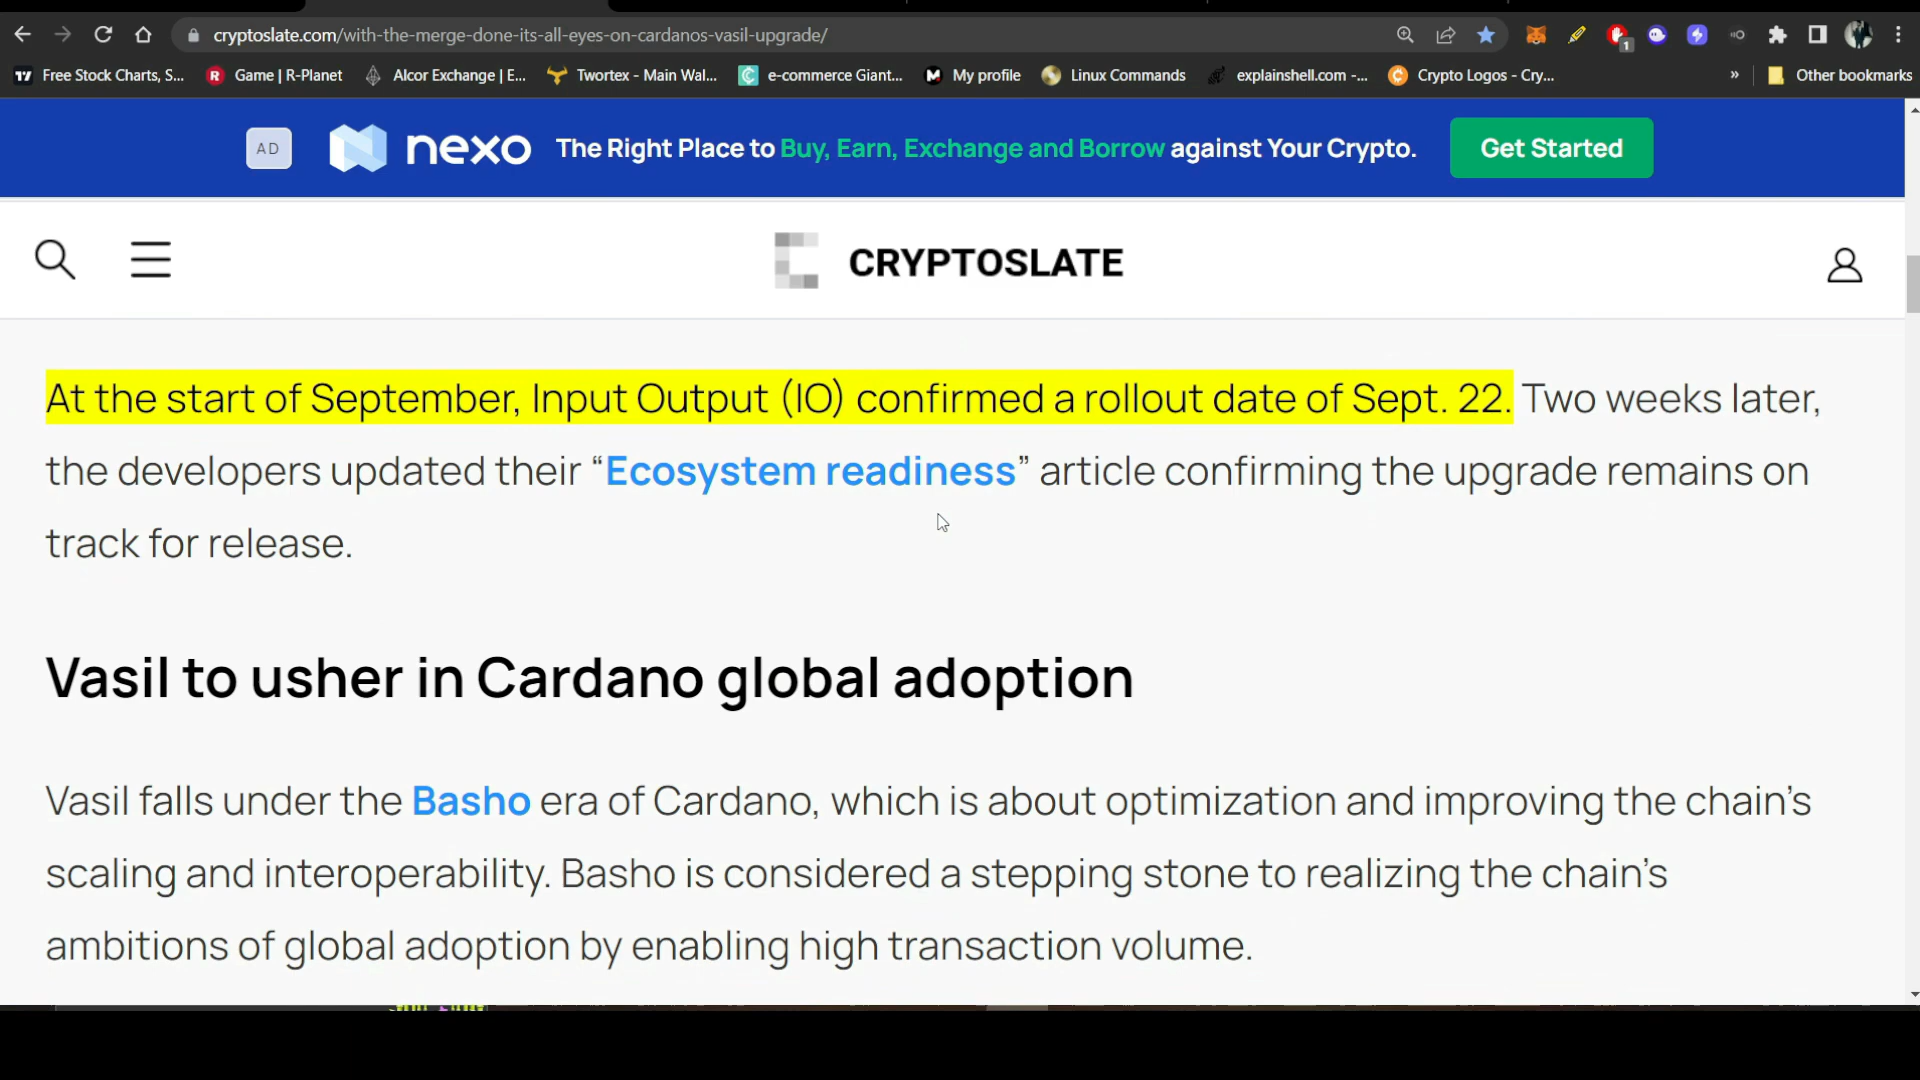 cryptoslate.com/with-the-merge-done-its-all-eyes-on-cardanos-vasil-upgrade/
1
Free Stock Charts, S...
Game | R-Planet
Alcor Exchange | E...
Twortex - Main Wal...
e-commerce Giant...
My profile
Linux Commands
explainshell.com -...
Crypto Logos - Cry...
»
Other bookmarks
AD
nexo
The Right Place to Buy, Earn, Exchange and Borrow against Your Crypto.
Get Started
CRYPTOSLATE
At the start of September, Input Output (IO) confirmed a rollout date of Sept. 22. Two weeks later,
the developers updated their “Ecosystem readiness” article confirming the upgrade remains on
track for release.
Vasil to usher in Cardano global adoption
Vasil falls under the Basho era of Cardano, which is about optimization and improving the chain’s
scaling and interoperability. Basho is considered a stepping stone to realizing the chain’s
ambitions of global adoption by enabling high transaction volume.